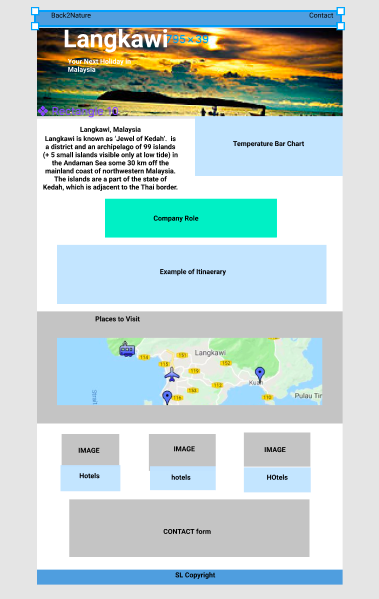 Back2Nature Contact
Langkawi
795 × 39
Your Next Holiday in
Malaysia
Langkawi, Malaysia
Langkawi is known as 'Jewel of Kedah'. is
a district and an archipelago of 99 islands
(+ 5 small islands visible only at low tide) in
the Andaman Sea some 30 km off the
mainland coast of northwestern Malaysia.
The islands are a part of the state of
Kedah, which is adjacent to the Thai border.
Temperature Bar Chart
Company Role
Example of Itinaerary
Places to Visit
Langkawi
114
152
115
119
112
116
Kuah
Pulau Tir
IMAGE IMAGE IMAGE
Hotels hotels HOtels
CONTACT form
SL Copyright